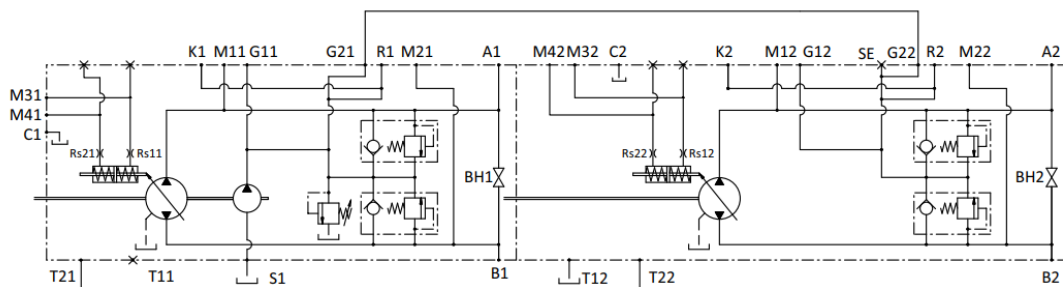 K1 M11 G11 G21 R1 M21 A1 M42 M32 C2 K2 M12 G12 SE G22 R2 M22 A2
M31
M41
C1
Rs21 Rs11 Rs22 Rs12
BH1 BH2
T21 T11 S1 B1 T12 T22 B2